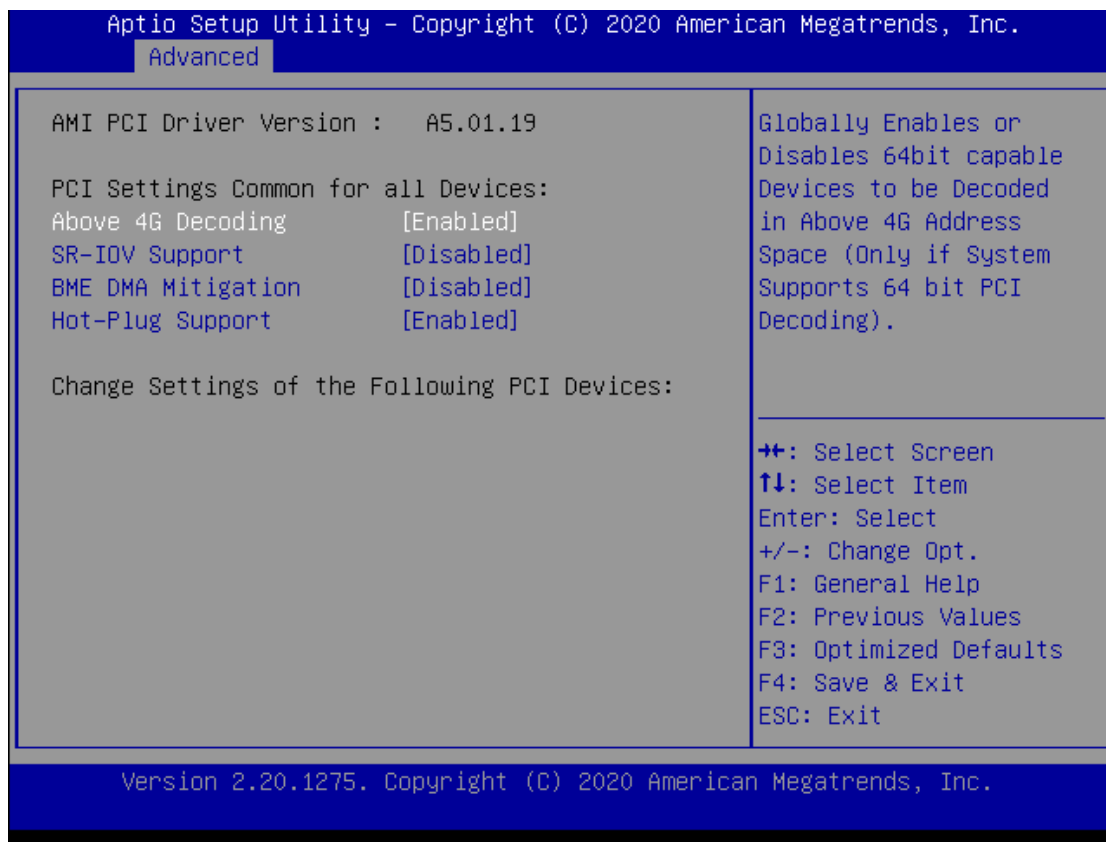 Aptio Setup Utility – Copyright (C) 2020 American Megatrends, Inc.
Advanced
AMI PCI Driver Version :   A5.01.19
PCI Settings Common for all Devices:
Above 4G Decoding          [Enabled]
SR-IOV Support             [Disabled]
BME DMA Mitigation         [Disabled]
Hot-Plug Support           [Enabled]
Change Settings of the Following PCI Devices:
Globally Enables or
Disables 64bit capable
Devices to be Decoded
in Above 4G Address
Space (Only if System
Supports 64 bit PCI
Decoding).
→←: Select Screen
↑↓: Select Item
Enter: Select
+/-: Change Opt.
F1: General Help
F2: Previous Values
F3: Optimized Defaults
F4: Save & Exit
ESC: Exit
Version 2.20.1275. Copyright (C) 2020 American Megatrends, Inc.